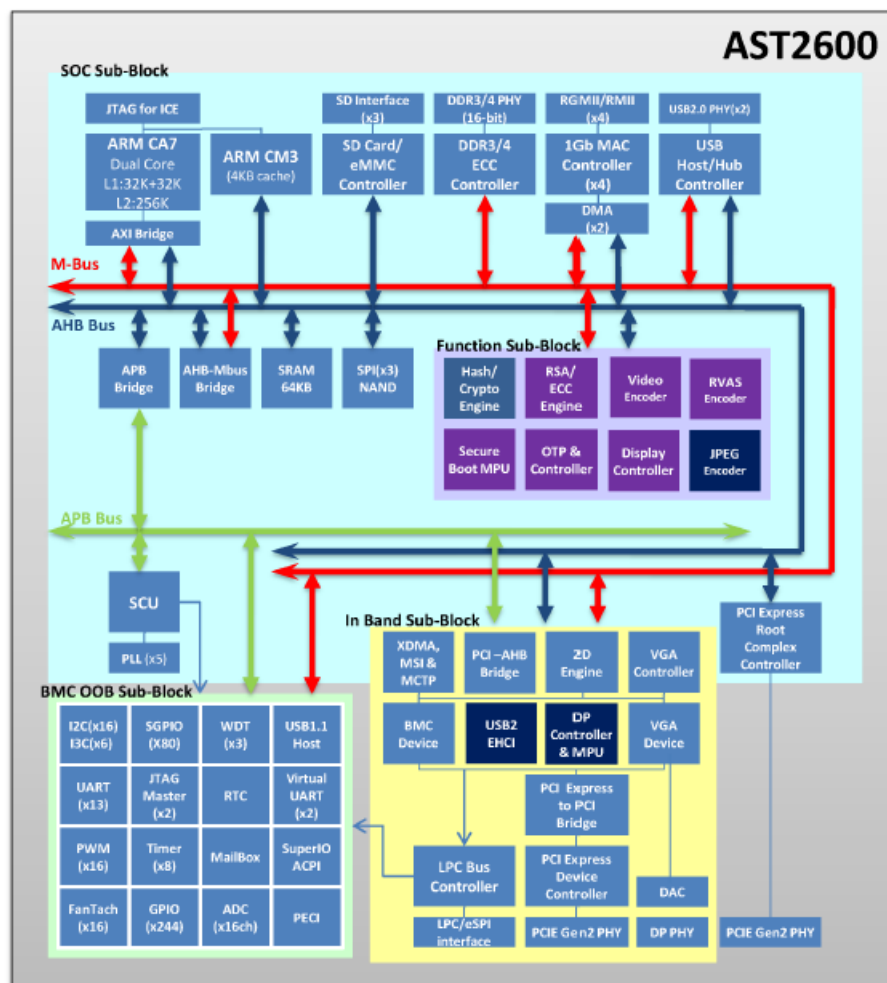 AST2600
SOC Sub-Block
JTAG for ICE
ARM CA7
Dual Core
L1:32K+32K
L2:256K
AXI Bridge
ARM CM3
(4KB cache)
SD Interface
(x3)
SD Card/
eMMC
Controller
DDR3/4 PHY
(16-bit)
DDR3/4
ECC
Controller
RGMII/RMII
(x4)
1Gb MAC
Controller
(x4)
DMA
(x2)
USB2.0 PHY(x2)
USB
Host/Hub
Controller
M-Bus
AHB Bus
APB
Bridge
AHB-Mbus
Bridge
SRAM
64KB
SPI(x3)
NAND
Function Sub-Block
Hash/
Crypto
Engine
RSA/
ECC
Engine
Video
Encoder
RVAS
Encoder
Secure
Boot MPU
OTP &
Controller
Display
Controller
JPEG
Encoder
APB Bus
SCU
PLL (x5)
In Band Sub-Block
XDMA,
MSI &
MCTP
PCI –AHB
Bridge
2D
Engine
VGA
Controller
BMC
Device
USB2
EHCI
DP
Controller
& MPU
VGA
Device
PCI Express
to PCI
Bridge
LPC Bus
Controller
PCI Express
Device
Controller
DAC
LPC/eSPI
interface
PCIE Gen2 PHY
DP PHY
PCI Express
Root
Complex
Controller
PCIE Gen2 PHY
BMC OOB Sub-Block
I2C(x16)
I3C(x6)
SGPIO
(X80)
WDT
(x3)
USB1.1
Host
UART
(x13)
JTAG
Master
(x2)
RTC
Virtual
UART
(x2)
PWM
(x16)
Timer
(x8)
MailBox
SuperIO
ACPI
FanTach
(x16)
GPIO
(x244)
ADC
(x16ch)
PECI